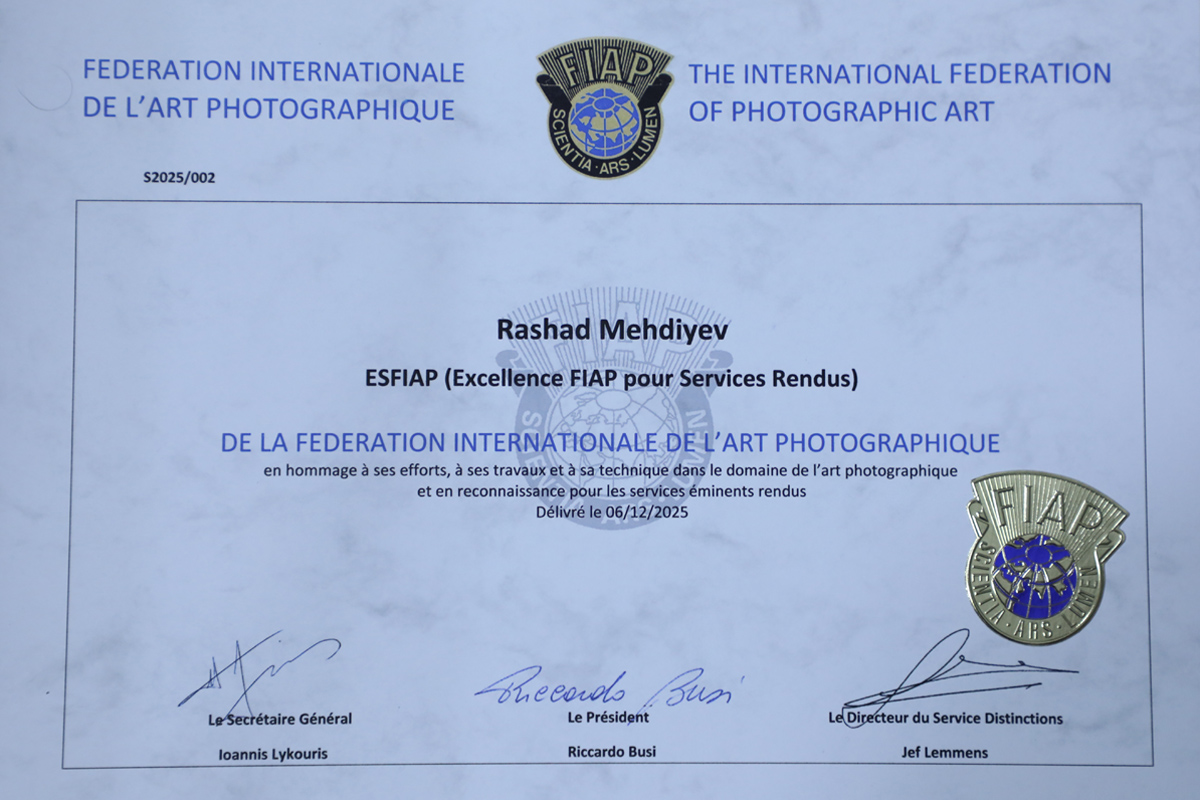 FEDERATION INTERNATIONALE
DE L'ART PHOTOGRAPHIQUE
FIAP
SCIENTIA · ARS · LUMEN
THE INTERNATIONAL FEDERATION
OF PHOTOGRAPHIC ART
S2025/002
FIAP
Rashad Mehdiyev
ESFIAP (Excellence FIAP pour Services Rendus)
SCIENTIA · ARS · LUMEN
DE LA FEDERATION INTERNATIONALE DE L'ART PHOTOGRAPHIQUE
en hommage à ses efforts, à ses travaux et à sa technique dans le domaine de l'art photographique
et en reconnaissance pour les services éminents rendus
Délivré le 06/12/2025
FIAP
SCIENTIA · ARS · LUMEN
Riccardo Busi
Le Secrétaire Général
Le Président
Le Directeur du Service Distinctions
Ioannis Lykouris
Riccardo Busi
Jef Lemmens